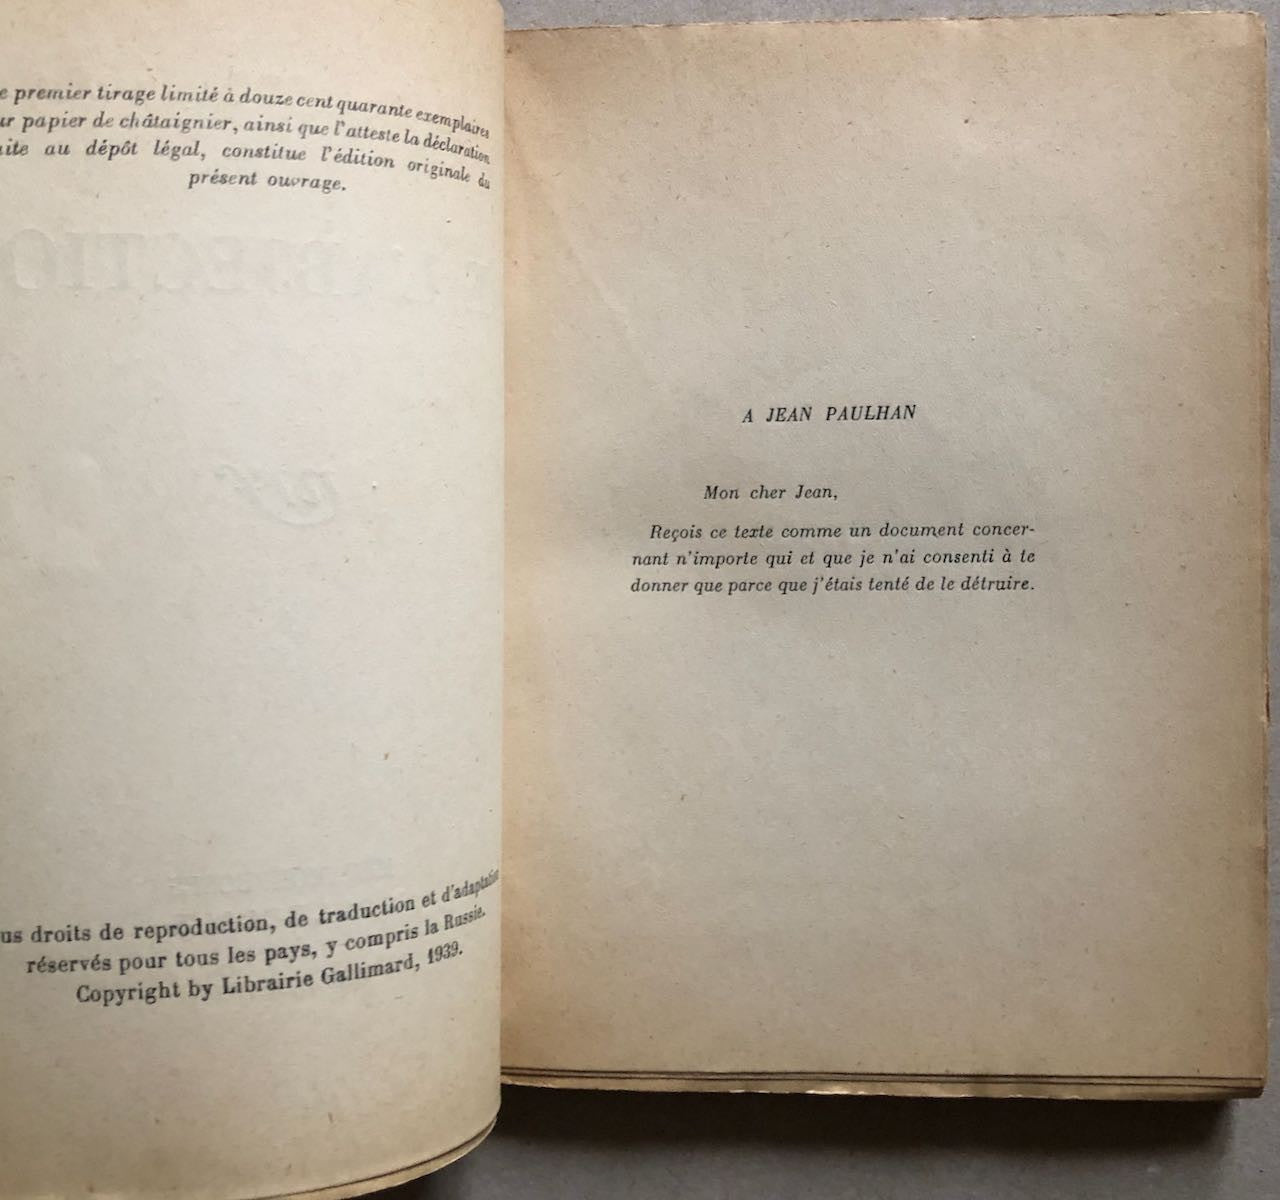 e premier tirage limité à douze cent quarante exemplaires
ur papier de châtaignier, ainsi que l'atteste la déclaration
ite au dépôt légal, constitue l'édition originale du
présent ouvrage.
us droits de reproduction, de traduction et d'adaptation
réservés pour tous les pays, y compris la Russie.
Copyright by Librairie Gallimard, 1939.
A JEAN PAULHAN
Mon cher Jean,
Reçois ce texte comme un document concer-
nant n'importe qui et que je n'ai consenti à te
donner que parce que j'étais tenté de le détruire.